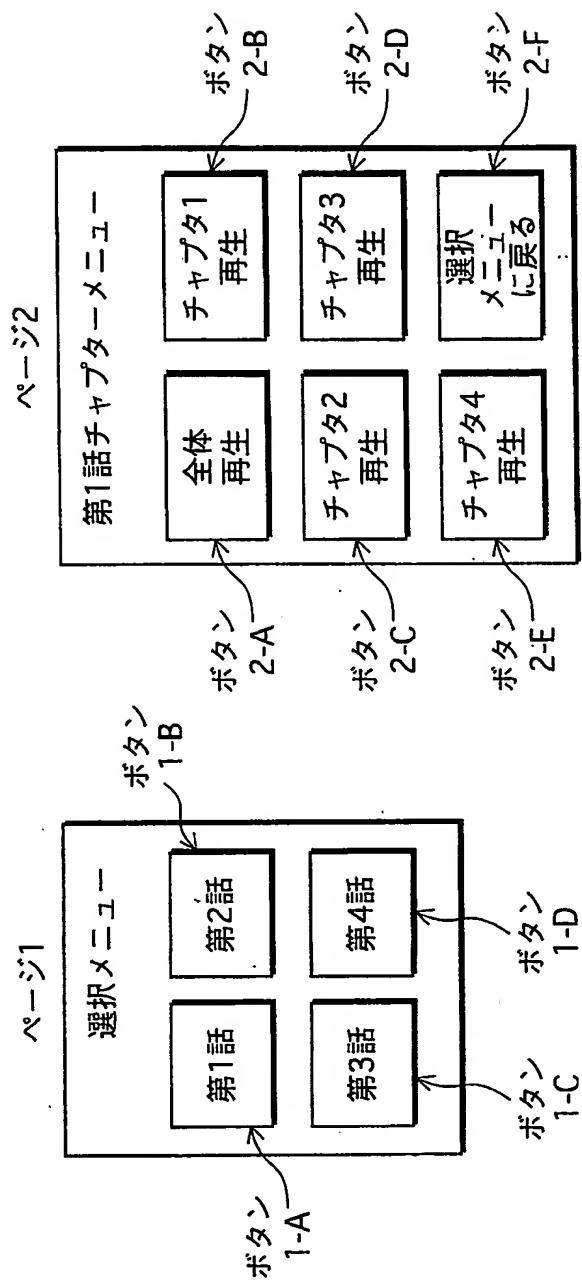 ページ1
選択メニュー
第1話
第2話
第3話
第4話
ボタン
1-A
ボタン
1-B
ボタン
1-C
ボタン
1-D
ページ2
第1話チャプターメニュー
全体
再生
チャプタ1
再生
チャプタ2
再生
チャプタ3
再生
チャプタ4
再生
選択
メニュー
に戻る
ボタン
2-A
ボタン
2-B
ボタン
2-C
ボタン
2-D
ボタン
2-E
ボタン
2-F